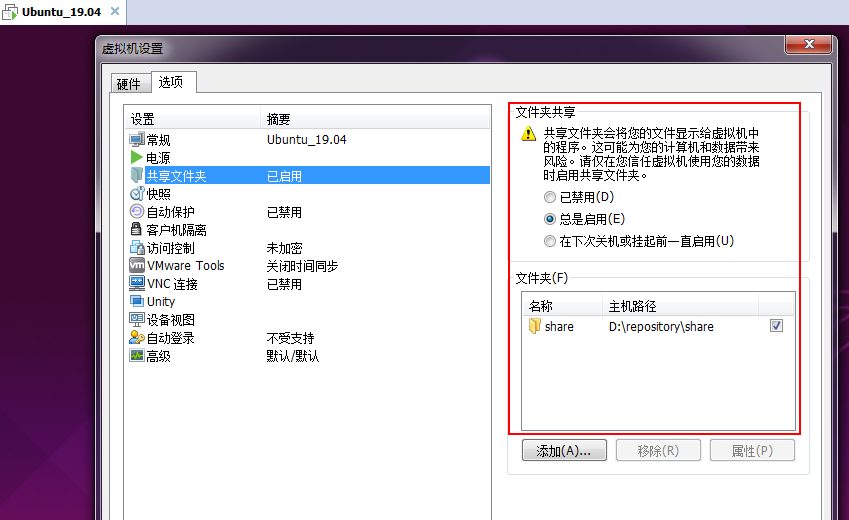 Ubuntu_19.04
虚拟机设置
硬件 选项
设置 摘要
常规 Ubuntu_19.04
电源
共享文件夹 已启用
快照
自动保护 已禁用
客户机隔离
访问控制 未加密
VMware Tools 关闭时间同步
VNC 连接 已禁用
Unity
设备视图
自动登录 不受支持
高级 默认/默认
文件夹共享
共享文件夹会将您的文件显示给虚拟机中
的程序。这可能为您的计算机和数据带来
风险。请仅在您信任虚拟机使用您的数据
时启用共享文件夹。
已禁用(D)
总是启用(E)
在下次关机或挂起前一直启用(U)
文件夹(F)
名称 主机路径
share D:\repository\share
添加(A)... 移除(R) 属性(P)